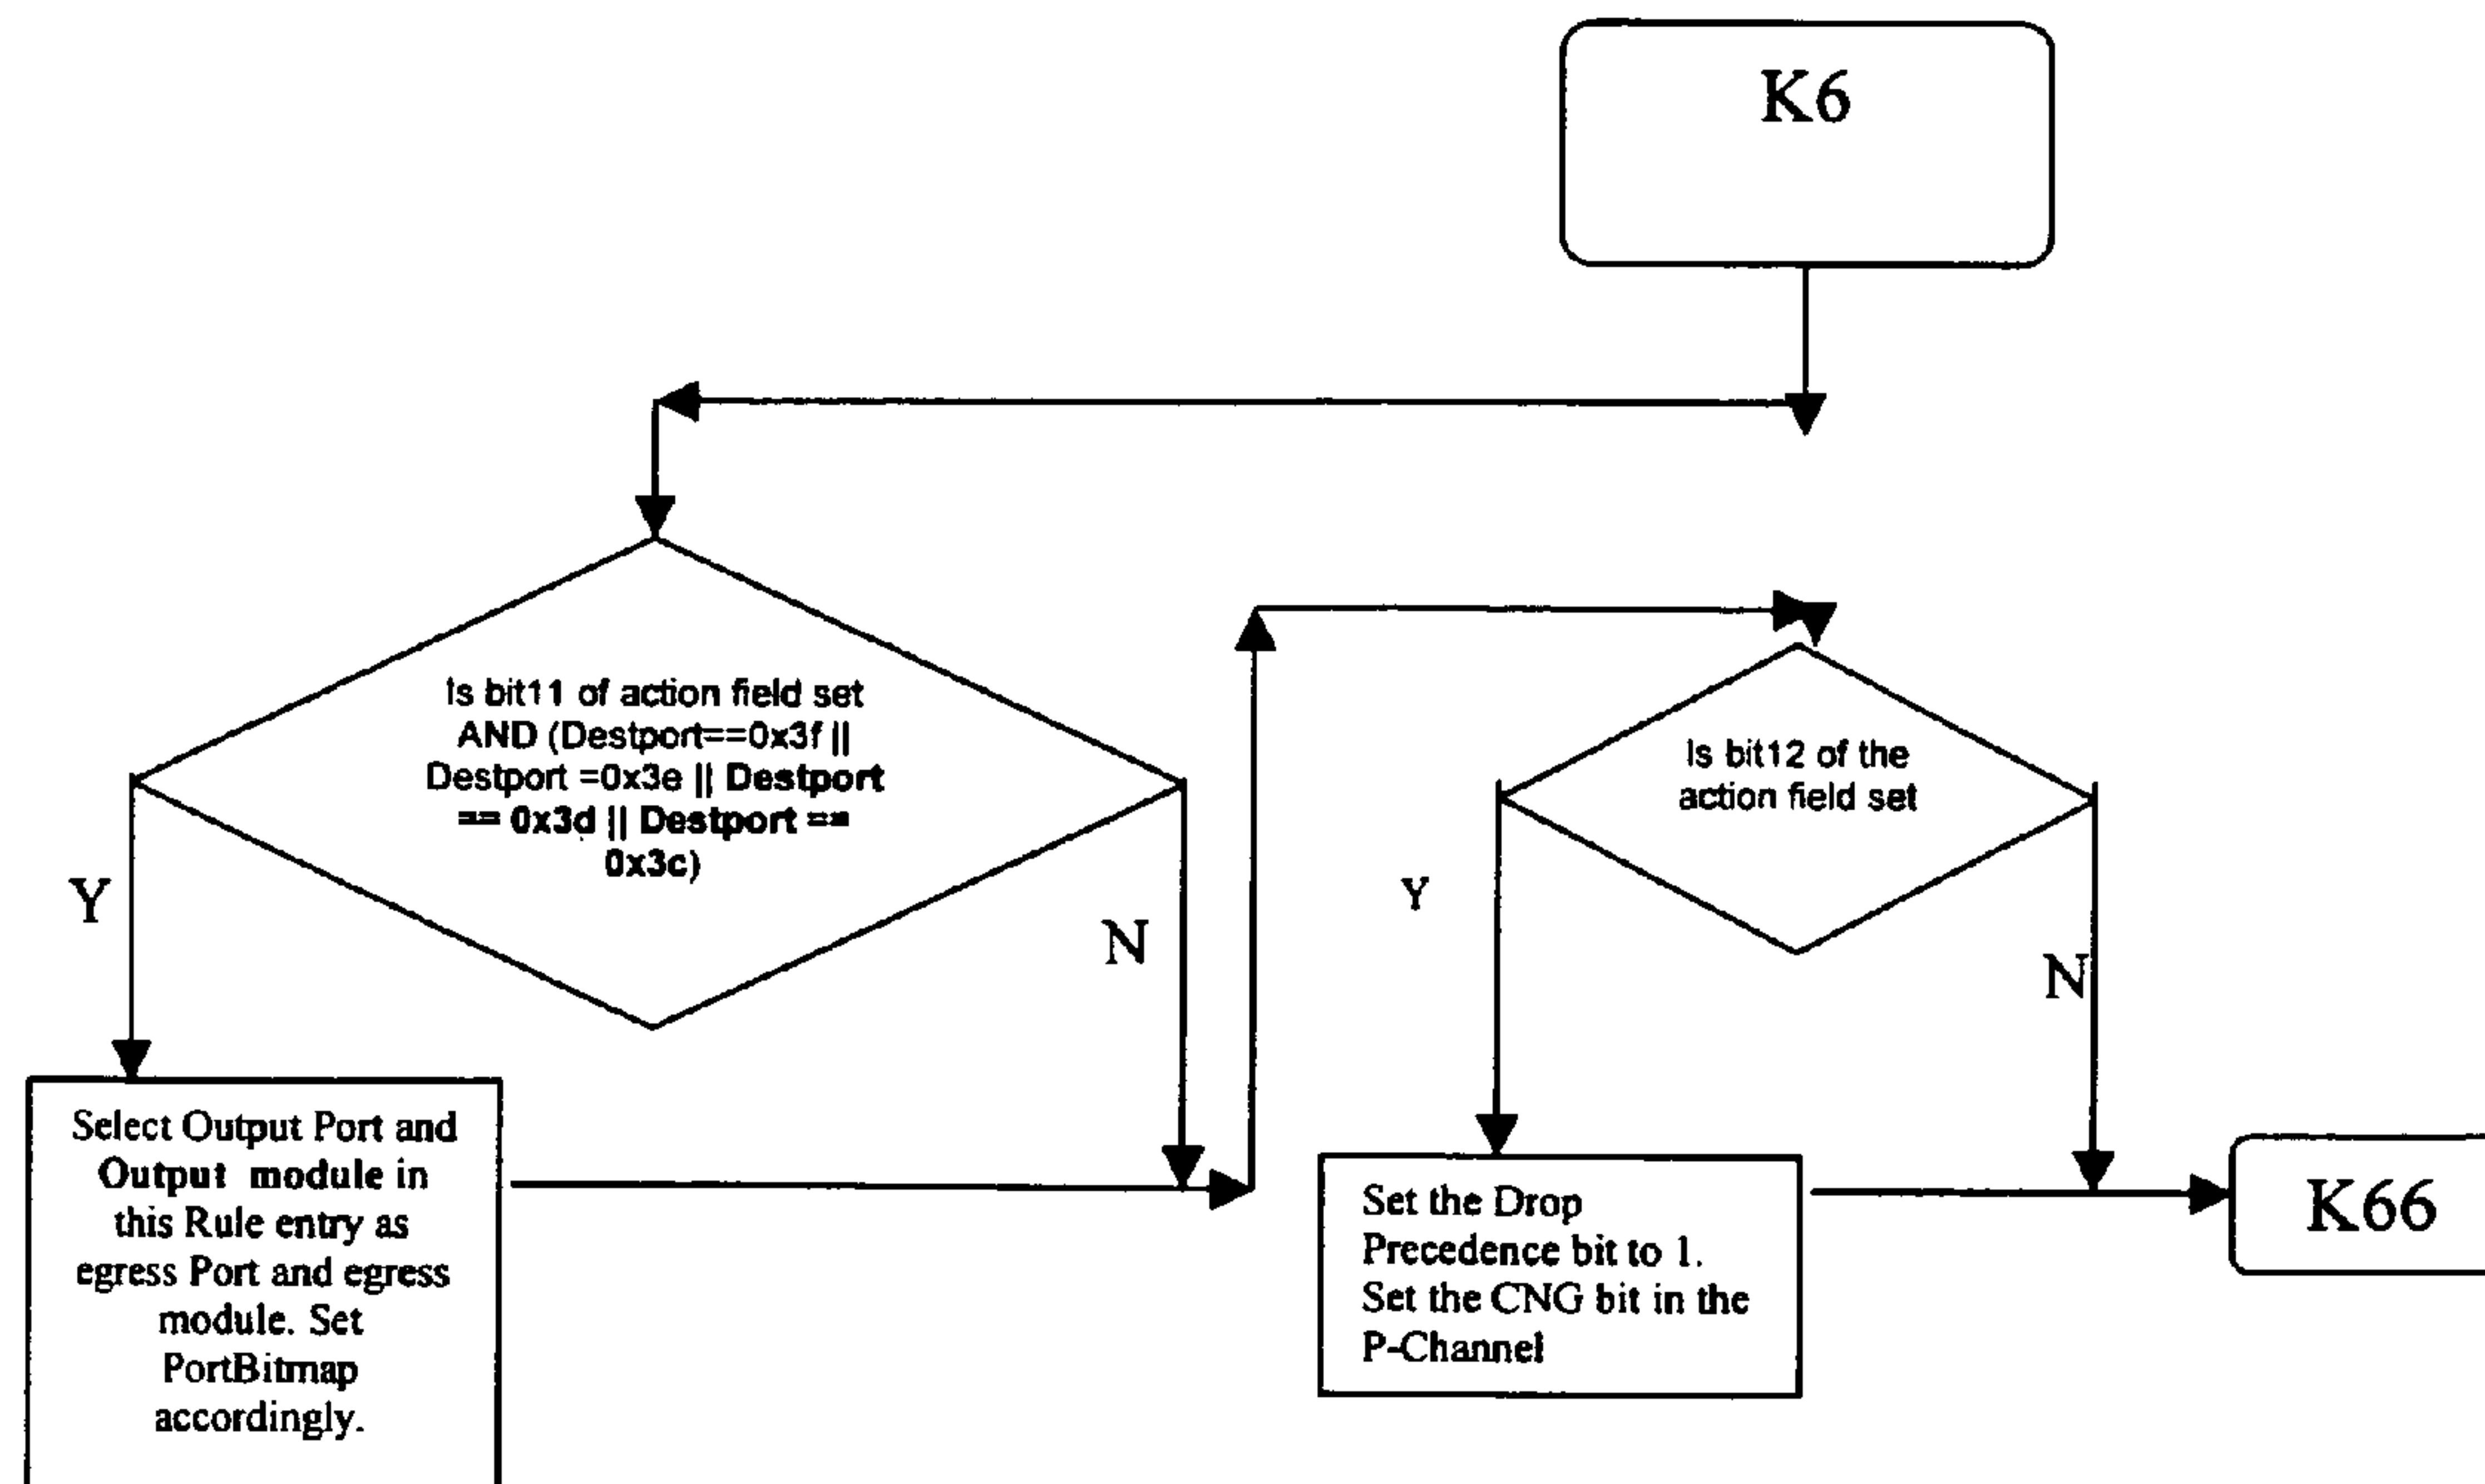 K6
Is bit11 of action field set
AND (Destport==0x3f ||
Destport =0x3e || Destport
== 0x3d || Destport ==
0x3c)
Y
N
Is bit12 of the
action field set
Y
N
Select Output Port and
Output module in
this Rule entry as
egress Port and egress
module. Set
PortBitmap
accordingly.
Set the Drop
Precedence bit to 1.
Set the CNG bit in the
P-Channel
K66